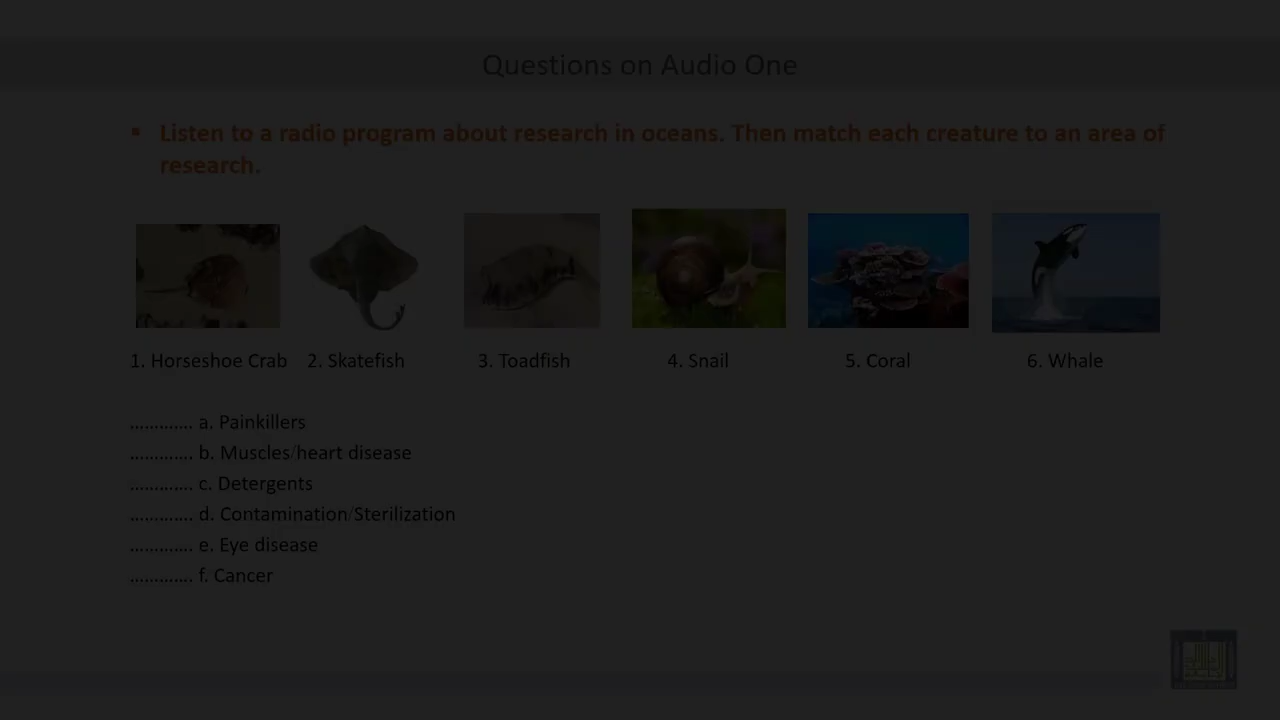 Questions on Audio One
▪ Listen to a radio program about research in oceans. Then match each creature to an area of
research.
1. Horseshoe Crab 2. Skatefish 3. Toadfish 4. Snail 5. Coral 6. Whale
............. a. Painkillers
............. b. Muscles/heart disease
............. c. Detergents
............. d. Contamination/Sterilization
............. e. Eye disease
............. f. Cancer